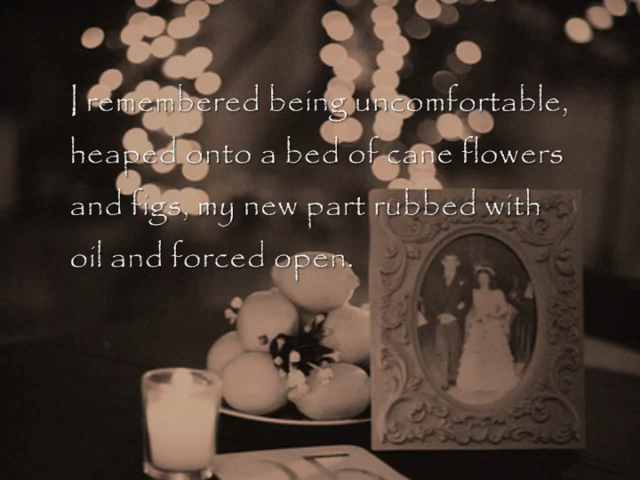 I remembered being uncomfortable,
heaped onto a bed of cane flowers
and figs, my new part rubbed with
oil and forced open.